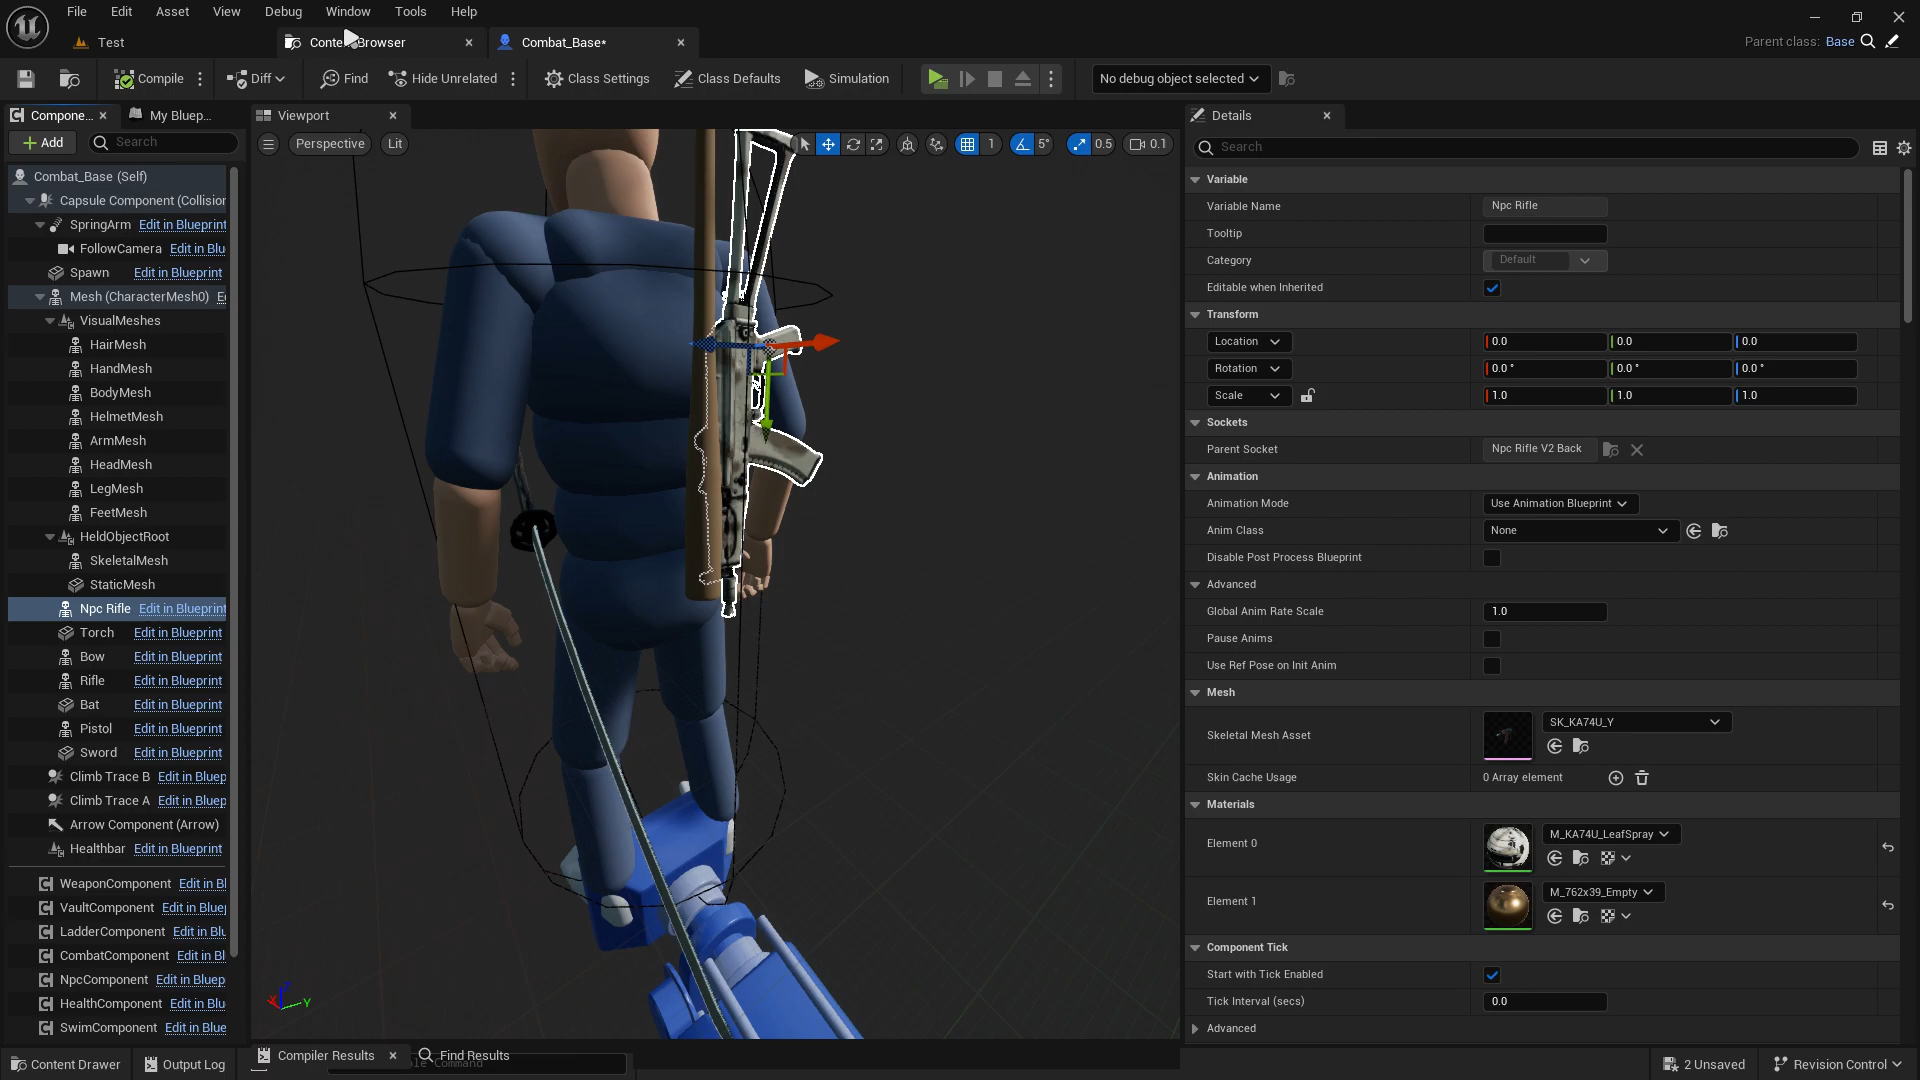 File Edit Asset View Debug Window Tools Help
Test
Combat_Base*
Parent class: Base
Compile
Diff
Find
Hide Unrelated
Class Settings
Class Defaults
Simulation
No debug object selected
Compone...
My Bluep...
Add
Search
Combat_Base (Self)
Capsule Component (Collision
SpringArm Edit in Blueprint
FollowCamera Edit in Blu
Spawn Edit in Blueprint
Mesh (CharacterMesh0)
VisualMeshes
HairMesh
HandMesh
BodyMesh
HelmetMesh
ArmMesh
HeadMesh
LegMesh
FeetMesh
HeldObjectRoot
SkeletalMesh
StaticMesh
Npc Rifle Edit in Blueprint
Torch Edit in Blueprint
Bow Edit in Blueprint
Rifle Edit in Blueprint
Bat Edit in Blueprint
Pistol Edit in Blueprint
Sword Edit in Blueprint
Climb Trace B Edit in Bluep
Climb Trace A Edit in Bluep
Arrow Component (Arrow)
Healthbar Edit in Blueprint
WeaponComponent Edit in Bl
VaultComponent Edit in Bluep
LadderComponent Edit in Blu
CombatComponent Edit in Bl
NpcComponent Edit in Bluep
HealthComponent Edit in Blu
SwimComponent Edit in Blue
Viewport
Perspective
Lit
1
5°
0.5
0.1
X
Y
Z
Details
Search
Variable
Variable Name Npc Rifle
Tooltip
Category Default
Editable when Inherited
Transform
Location 0.0 0.0 0.0
Rotation 0.0 ° 0.0 ° 0.0 °
Scale 1.0 1.0 1.0
Sockets
Parent Socket Npc Rifle V2 Back
Animation
Animation Mode Use Animation Blueprint
Anim Class None
Disable Post Process Blueprint
Advanced
Global Anim Rate Scale 1.0
Pause Anims
Use Ref Pose on Init Anim
Mesh
Skeletal Mesh Asset SK_KA74U_Y
Skin Cache Usage 0 Array element
Materials
Element 0 M_KA74U_LeafSpray
Element 1 M_762x39_Empty
Component Tick
Start with Tick Enabled
Tick Interval (secs) 0.0
Advanced
Compiler Results
Find Results
Content Drawer
Output Log
2 Unsaved
Revision Control